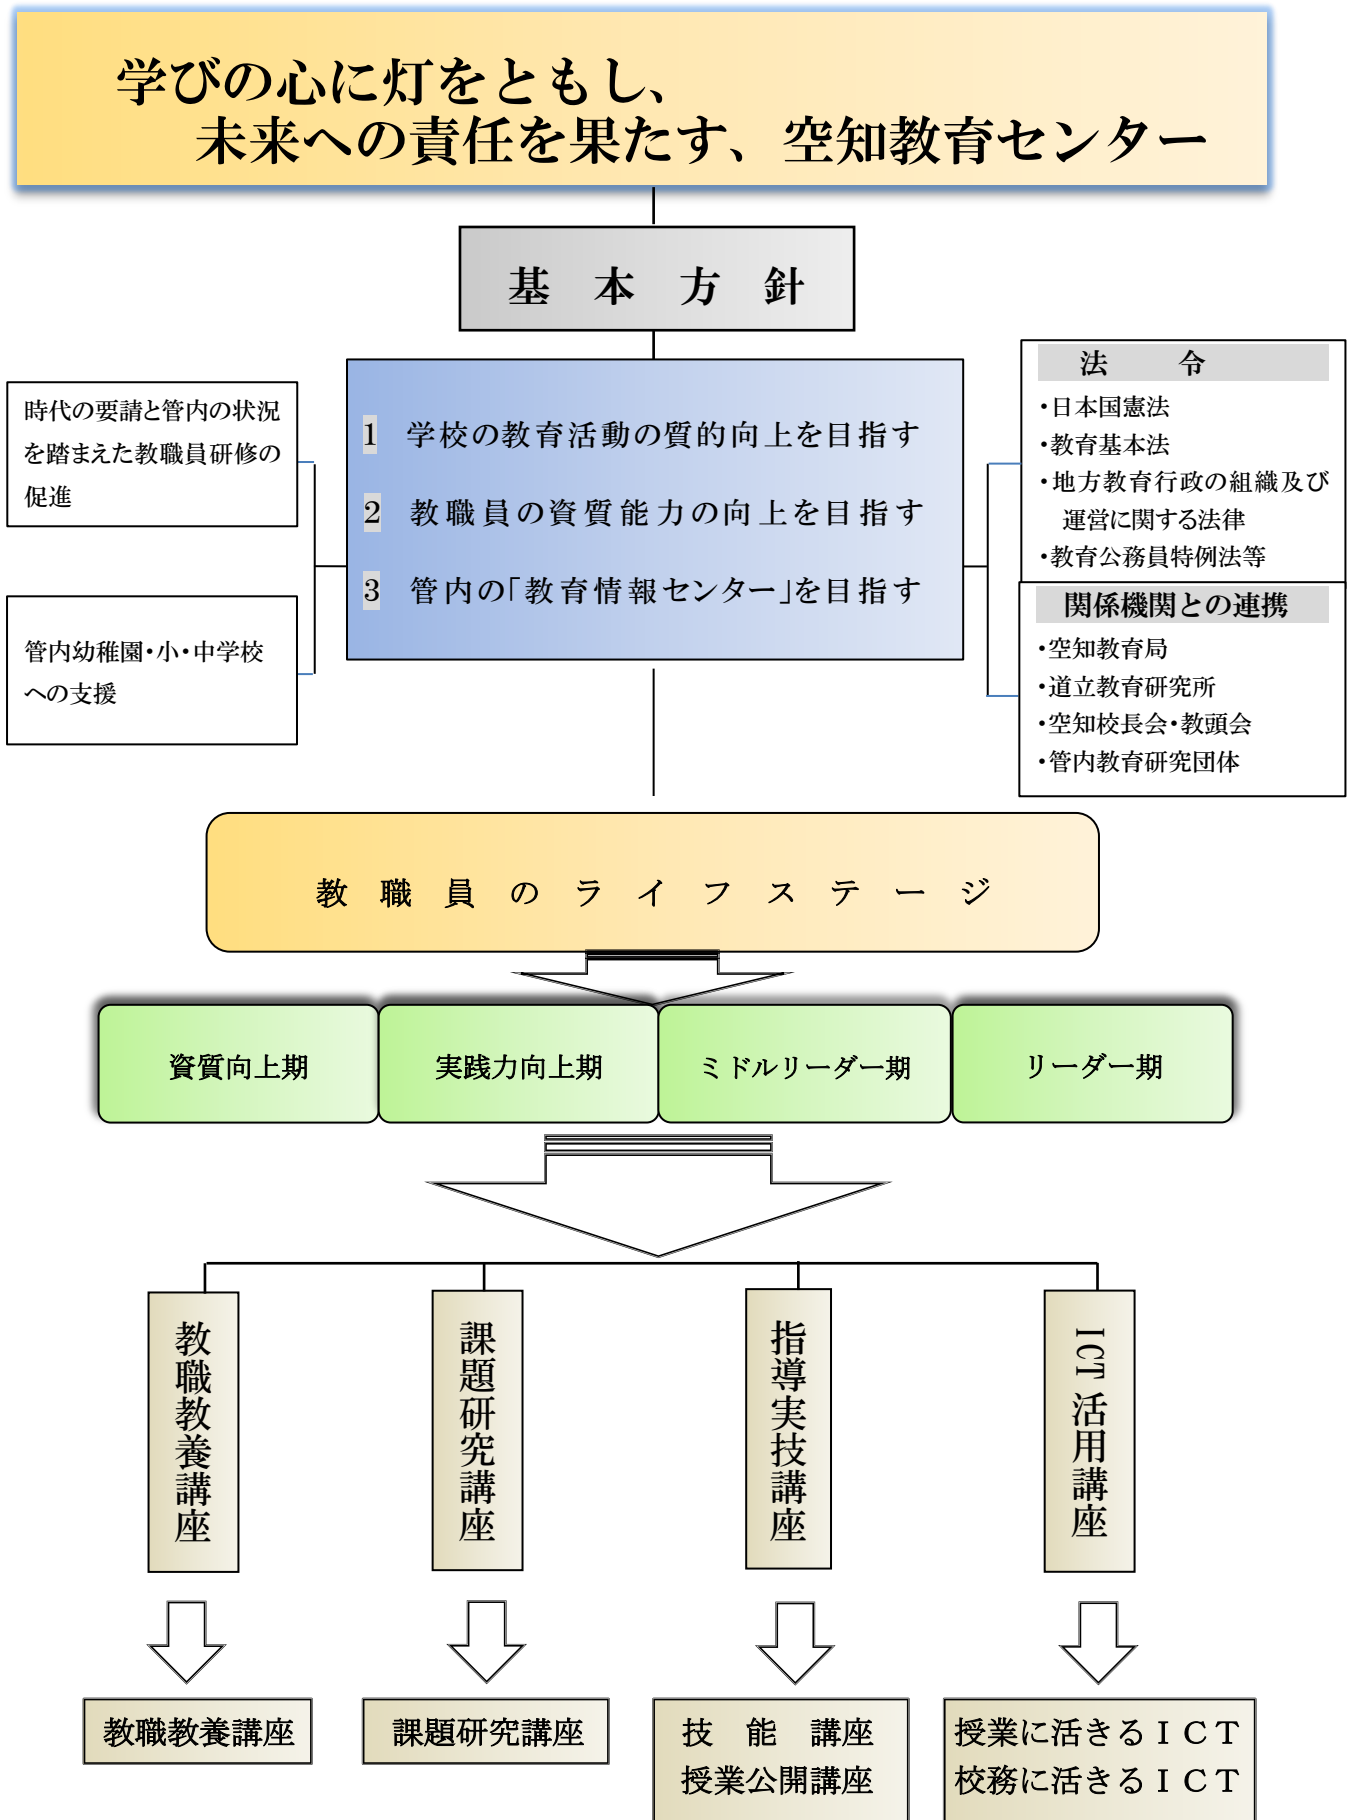 学びの心に灯をともし、
未来への責任を果たす、空知教育センター
基　本　方　針
時代の要請と管内の状況
を踏まえた教職員研修の
促進
管内幼稚園・小・中学校
への支援
1　学校の教育活動の質的向上を目指す
2　教職員の資質能力の向上を目指す
3　管内の「教育情報センター」を目指す
法　　令
・日本国憲法
・教育基本法
・地方教育行政の組織及び
運営に関する法律
・教育公務員特例法等
関係機関との連携
・空知教育局
・道立教育研究所
・空知校長会・教頭会
・管内教育研究団体
教　職　員　の　ラ　イ　フ　ス　テ　ー　ジ
資質向上期
実践力向上期
ミドルリーダー期
リーダー期
教職教養講座
課題研究講座
指導実技講座
ICT 活用講座
教職教養講座
課題研究講座
技　能　講座
授業公開講座
授業に活きるＩＣＴ
校務に活きるＩＣＴ